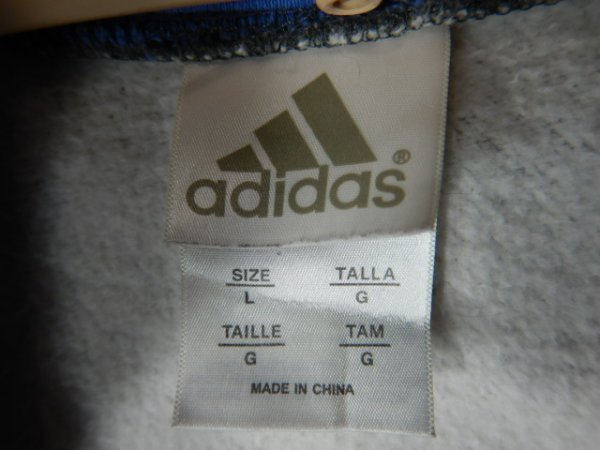 adidas®
SIZE TALLA
L G
TAILLE TAM
G G
MADE IN CHINA